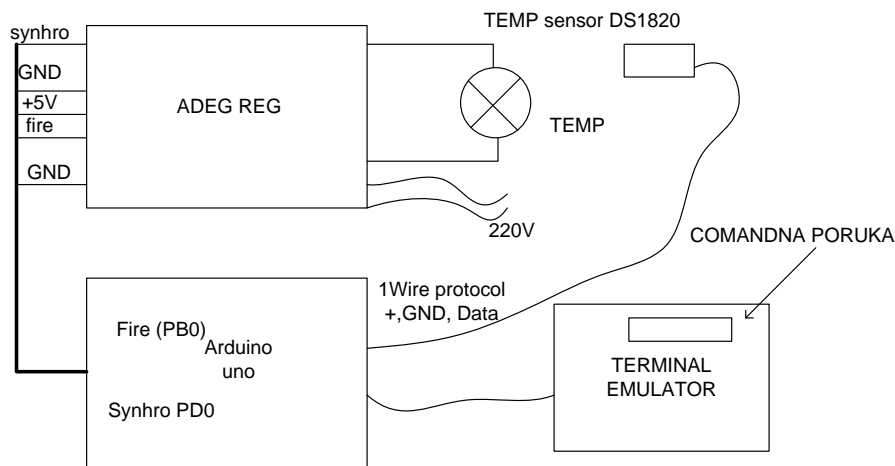 synhro
GND
+5V
fire
GND
ADEG REG
TEMP sensor DS1820
TEMP
220V
COMANDNA PORUKA
1Wire protocol
+,GND, Data
Fire (PB0)
Arduino
uno
Synhro PD0
TERMINAL
EMULATOR